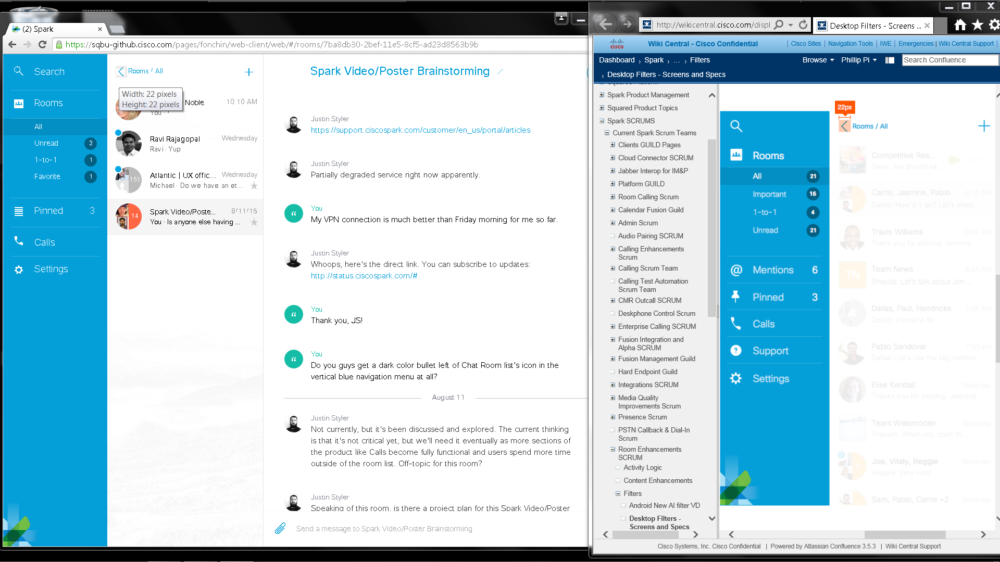 (2) Spark
https://sqbu-github.cisco.com/pages/fonchin/web-client/web/#/rooms/7ba8db30-2bef-11e5-8cf5-ad23d8563b9b
Search
Rooms
All
Unread 2
1-to-1 1
Favorite 1
Pinned 3
Calls
Settings
Rooms / All
Width: 22 pixels
Height: 22 pixels
Noble 10:10 AM
You ·
Ravi Rajagopal Wednesday
Ravi · Yup
151
Atlantic | UX offic... Wednesday
Michael · Do we have an et...
14
Spark Video/Poste... 8/11/15
You · Is anyone else having ...
Spark Video/Poster Brainstorming
Justin Styler
https://support.ciscospark.com/customer/en_us/portal/articles
Justin Styler
Partially degraded service right now apparently.
You
My VPN connection is much better than Friday morning for me so far.
Justin Styler
Whoops, here's the direct link. You can subscribe to updates:
http://status.ciscospark.com/#
You
Thank you, JS!
You
Do you guys get a dark color bullet left of Chat Room list's icon in the
vertical blue navigation menu at all?
August 11
Justin Styler
Not currently, but it's been discussed and explored. The current thinking
is that it's not critical yet, but we'll need it eventually as more sections of
the product like Calls become fully functional and users spend more time
outside of the room list. Off-topic for this room?
Justin Styler
Speaking of this room, is there a project plan for this Spark Video/Poster
Send a message to Spark Video/Poster Brainstorming
http://wikicentral.cisco.com/displ
Desktop Filters - Screens ...
CISCO
Wiki Central - Cisco Confidential
Cisco Sites | Navigation Tools | IWE | Emergencies | Wiki Central Support |
Dashboard › Spark › ... › Filters
Browse Phillip Pi Search Confluence
› Desktop Filters - Screens and Specs
Squared Platform
Spark Product Management
Squared Product Topics
Spark SCRUMS
Current Spark Scrum Teams
Clients GUILD Pages
Cloud Connector SCRUM
Jabber Interop for IM&P
Platform GUILD
Room Calling Scrum
Calendar Fusion Guild
Admin Scrum
Audio Pairing SCRUM
Calling Enhancements
Scrum
Calling Scrum Team
Calling Test Automation
Scrum Team
CMR Outcall SCRUM
Deskphone Control Scrum
Enterprise Calling SCRUM
Fusion Integration and
Alpha SCRUM
Fusion Management Guild
Hard Endpoint Guild
Integrations SCRUM
Media Quality
Improvements Scrum
Presence Scrum
PSTN Callback & Dial-In
Scrum
Room Enhancements
SCRUM
Activity Logic
Content Enhancements
Filters
Android New AI filter VD
Desktop Filters -
Screens and Specs
Rooms
All 21
Important 16
1-to-1 4
Unread 21
@ Mentions 6
Pinned 3
Calls
Support
Settings
22px
Rooms / All
Competitive Res...
Sean: We should ke...
Carrie, Jasmine, Pablo 9:16 AM
Carrie: How'd it go? Let's meet...
Travis Williams 8:32 AM
Thank you for posting Jasmine.
TN
Team News 8:24 AM
Sheyda: Let's talk about Jon...
Dallas, Paul, Hendricks 7:06 AM
Dallas shared a file
Pablo Sandoval 7:03 am
Dallas: Let's use the big confere...
Elise Kendall Yesterday
Thanks you for posting. Jasmine.
Team Watercooler Yesterday
Prakash: When you open th...
Joe, Vitaly, Reggie Yesterday
Reggie: Very nice!
Sam, Pablo, Carrie +2 Yesterday
Cisco Systems, Inc. Cisco Confidential | Powered by Atlassian Confluence 3.5.3 | Wiki Central Support